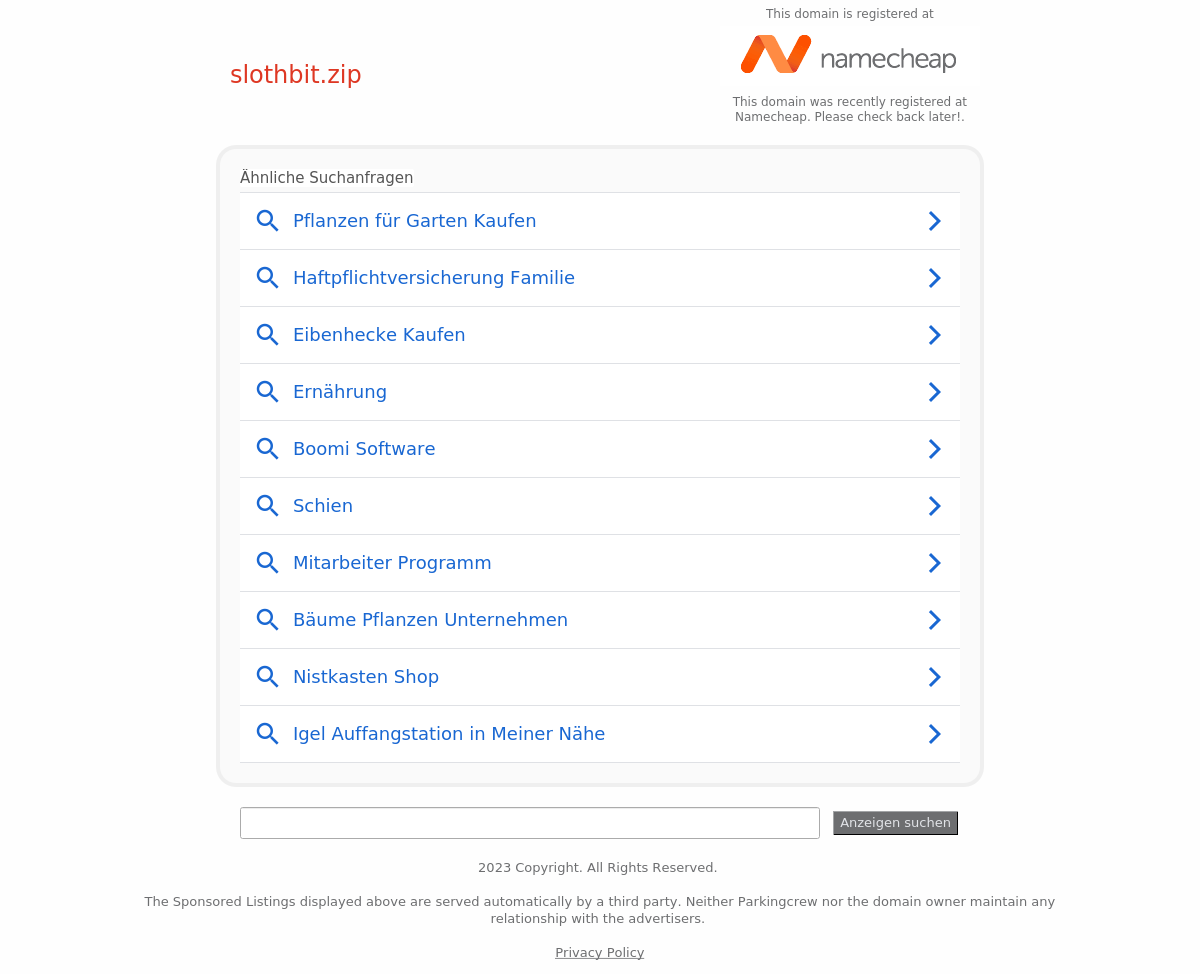 This domain is registered at
namecheap
slothbit.zip
This domain was recently registered at
Namecheap. Please check back later!.
Ähnliche Suchanfragen
Pflanzen für Garten Kaufen
Haftpflichtversicherung Familie
Eibenhecke Kaufen
Ernährung
Boomi Software
Schien
Mitarbeiter Programm
Bäume Pflanzen Unternehmen
Nistkasten Shop
Igel Auffangstation in Meiner Nähe
Anzeigen suchen
2023 Copyright. All Rights Reserved.
The Sponsored Listings displayed above are served automatically by a third party. Neither Parkingcrew nor the domain owner maintain any
relationship with the advertisers.
Privacy Policy